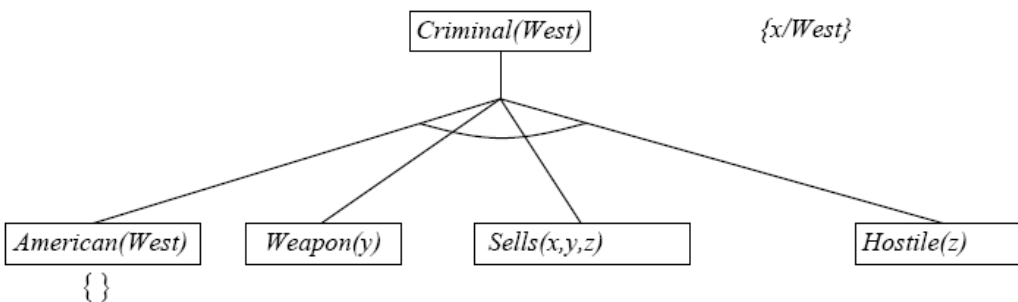 Criminal(West)
{x/West}
American(West)
Weapon(y)
Sells(x,y,z)
Hostile(z)
{ }